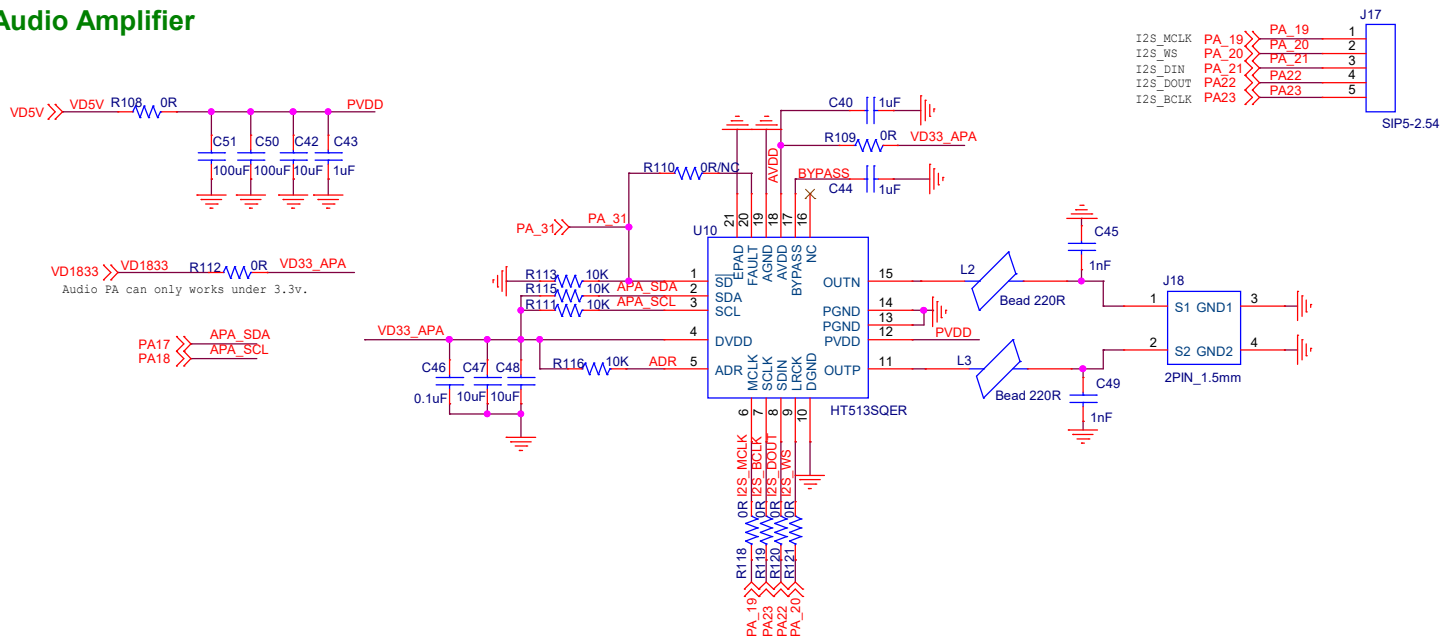 Audio Amplifier
J17
I2S_MCLK PA_19 PA_19 1
I2S_WS PA_20 PA_20 2
I2S_DIN PA_21 PA_21 3
I2S_DOUT PA22 PA22 4
I2S_BCLK PA23 PA23 5
SIP5-2.54
VD5V VD5V R108 0R PVDD
C51 C50 C42 C43
100uF 100uF 10uF 1uF
C40 1uF
R109 0R VD33_APA
AVDD
R110 0R/NC
BYPASS
C44 1uF
PA_31 PA_31
21 20 19 18 17 16
U10
EPAD FAULT AGND AVDD BYPASS NC
VD1833 VD1833 R112 0R VD33_APA
Audio PA can only works under 3.3v.
R113 10K 1 SD
R115 10K APA_SDA 2 SDA
R111 10K APA_SCL 3 SCL
VD33_APA 4 DVDD
R116 10K ADR 5 ADR
PA17 APA_SDA
PA18 APA_SCL
C46 C47 C48
0.1uF 10uF 10uF
OUTN 15
PGND 14
PGND 13
PVDD 12 PVDD
OUTP 11
MCLK SCLK SDIN LRCK DGND
6 7 8 9 10
HT513SQER
L2
Bead 220R
C45
1nF
L3
Bead 220R
C49
1nF
J18
1 S1 GND1 3
2 S2 GND2 4
2PIN_1.5mm
I2S_MCLK I2S_BCLK I2S_DOUT I2S_WS
0R 0R 0R 0R
R118 R119 R120 R121
PA_19 PA23 PA22 PA_20